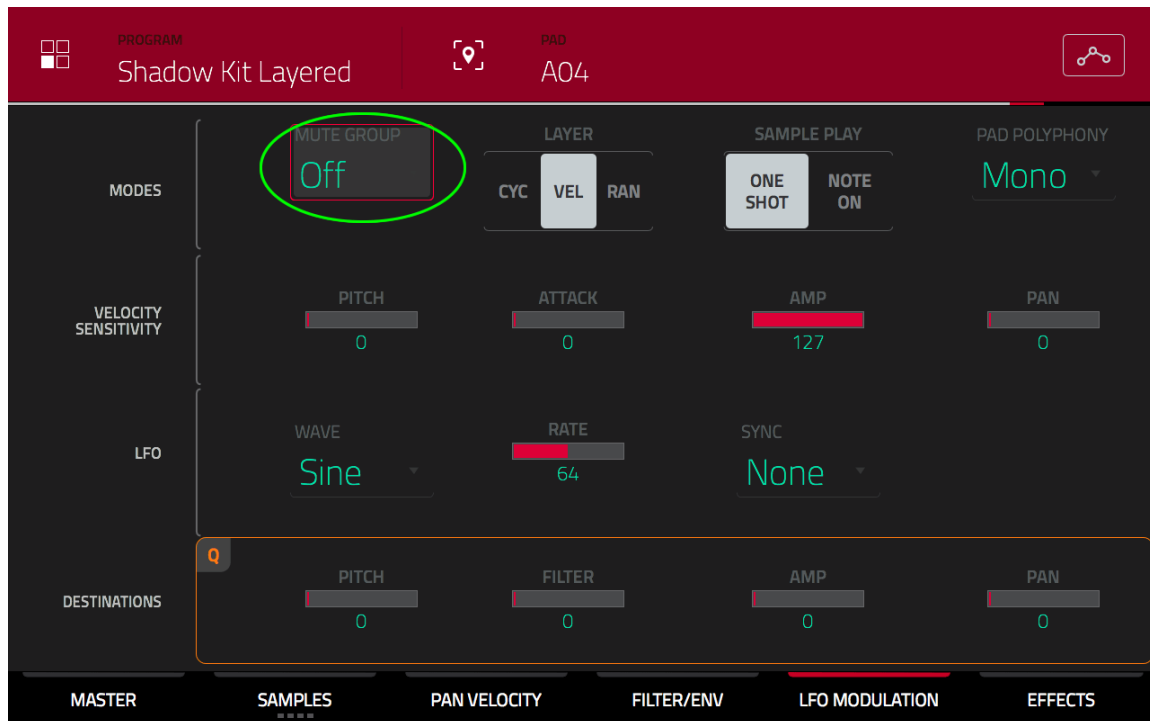 PROGRAM
Shadow Kit Layered
PAD
A04
MODES
MUTE GROUP
Off
LAYER
CYC VEL RAN
SAMPLE PLAY
ONE SHOT
NOTE ON
PAD POLYPHONY
Mono
VELOCITY
SENSITIVITY
PITCH
0
ATTACK
0
AMP
127
PAN
0
LFO
WAVE
Sine
RATE
64
SYNC
None
Q
DESTINATIONS
PITCH
0
FILTER
0
AMP
0
PAN
0
MASTER SAMPLES PAN VELOCITY FILTER/ENV LFO MODULATION EFFECTS